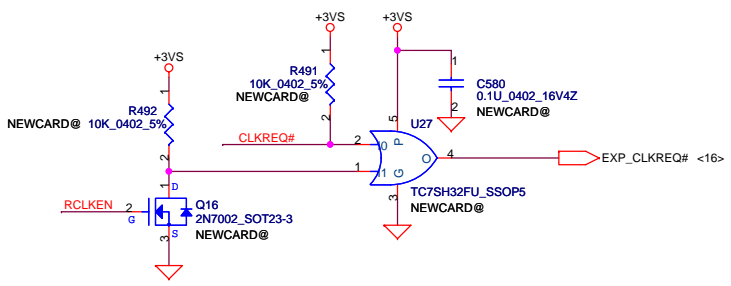 +3VS
+3VS
+3VS
1
R491
10K_0402_5%
NEWCARD@
2
1
C580
0.1U_0402_16V4Z
2
NEWCARD@
1
R492
NEWCARD@ 10K_0402_5%
2
5
U27
CLKREQ#
2
I0
P
O
4
EXP_CLKREQ# <16>
1
I1
G
3
TC7SH32FU_SSOP5
NEWCARD@
1
D
RCLKEN
2
G
Q16
2N7002_SOT23-3
NEWCARD@
S
3